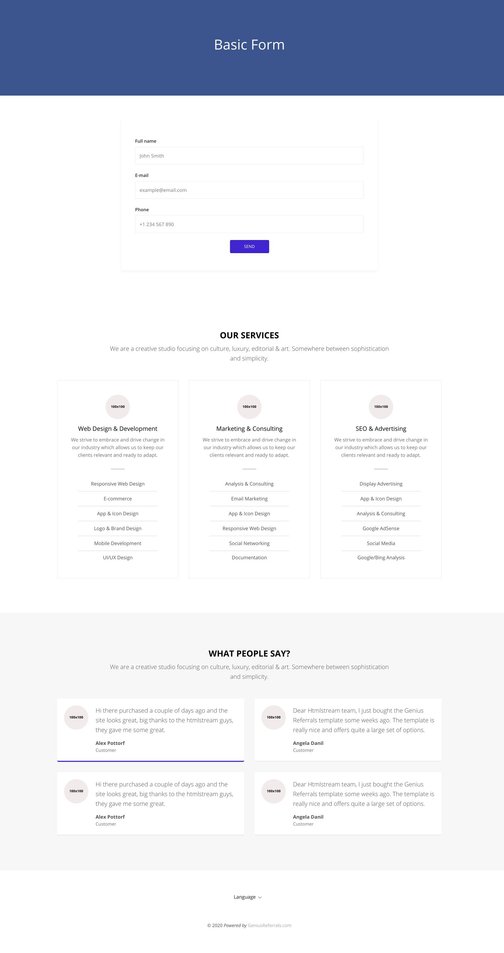 Basic Form
Full name
John Smith
E-mail
example@email.com
Phone
+1 234 567 890
SEND
OUR SERVICES
We are a creative studio focusing on culture, luxury, editorial & art. Somewhere between sophistication
and simplicity.
100x100
Web Design & Development
We strive to embrace and drive change in
our industry which allows us to keep our
clients relevant and ready to adapt.
Responsive Web Design
E-commerce
App & Icon Design
Logo & Brand Design
Mobile Development
UI/UX Design
100x100
Marketing & Consulting
We strive to embrace and drive change in
our industry which allows us to keep our
clients relevant and ready to adapt.
Analysis & Consulting
Email Marketing
App & Icon Design
Responsive Web Design
Social Networking
Documentation
100x100
SEO & Advertising
We strive to embrace and drive change in
our industry which allows us to keep our
clients relevant and ready to adapt.
Display Advertising
App & Icon Design
Analysis & Consulting
Google AdSense
Social Media
Google/Bing Analysis
WHAT PEOPLE SAY?
We are a creative studio focusing on culture, luxury, editorial & art. Somewhere between sophistication
and simplicity.
100x100
Hi there purchased a couple of days ago and the
site looks great, big thanks to the htmlstream guys,
they gave me some great.
Alex Pottorf
Customer
100x100
Dear Htmlstream team, I just bought the Genius
Referrals template some weeks ago. The template is
really nice and offers quite a large set of options.
Angela Danil
Customer
100x100
Hi there purchased a couple of days ago and the
site looks great, big thanks to the htmlstream guys,
they gave me some great.
Alex Pottorf
Customer
100x100
Dear Htmlstream team, I just bought the Genius
Referrals template some weeks ago. The template is
really nice and offers quite a large set of options.
Angela Danil
Customer
Language
© 2020 Powered by GeniusReferrals.com